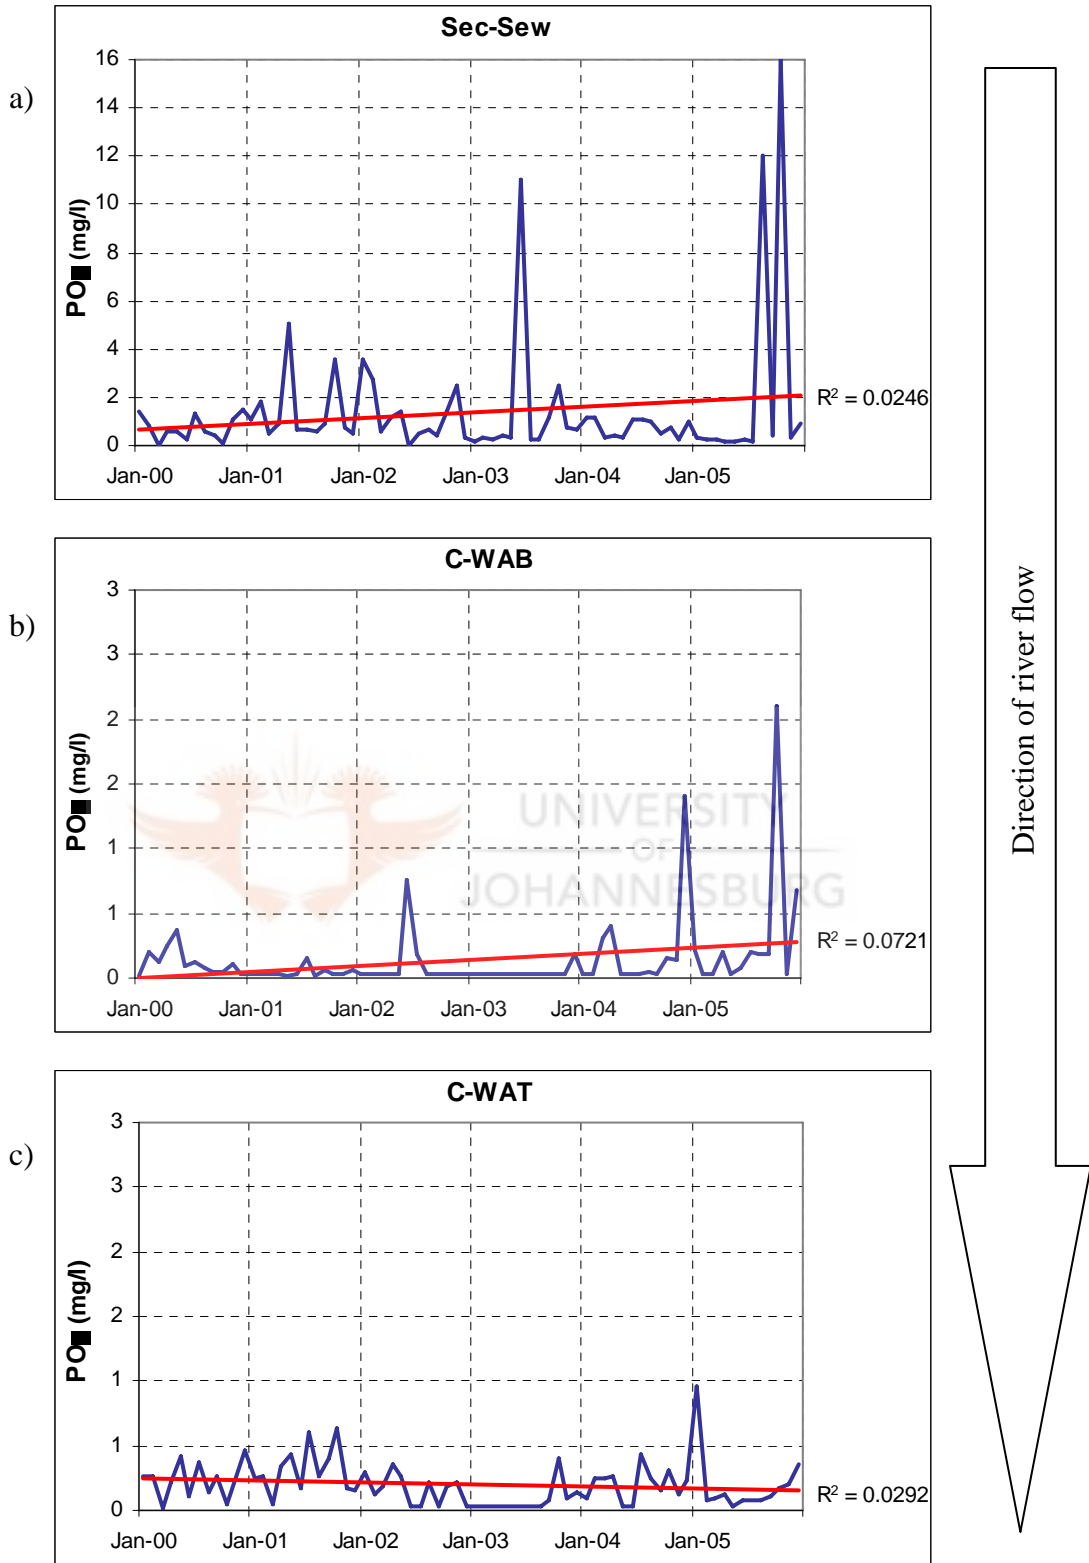 Sec-Sew
a)
16
14
12
10
8
6
4
2
0
PO■ (mg/l)
R² = 0.0246
Jan-00 Jan-01 Jan-02 Jan-03 Jan-04 Jan-05
C-WAB
b)
3
3
2
2
1
1
0
PO■ (mg/l)
UNIVERSITY
OF
JOHANNESBURG
R² = 0.0721
Jan-00 Jan-01 Jan-02 Jan-03 Jan-04 Jan-05
C-WAT
c)
3
3
2
2
1
1
0
PO■ (mg/l)
R² = 0.0292
Jan-00 Jan-01 Jan-02 Jan-03 Jan-04 Jan-05
Direction of river flow